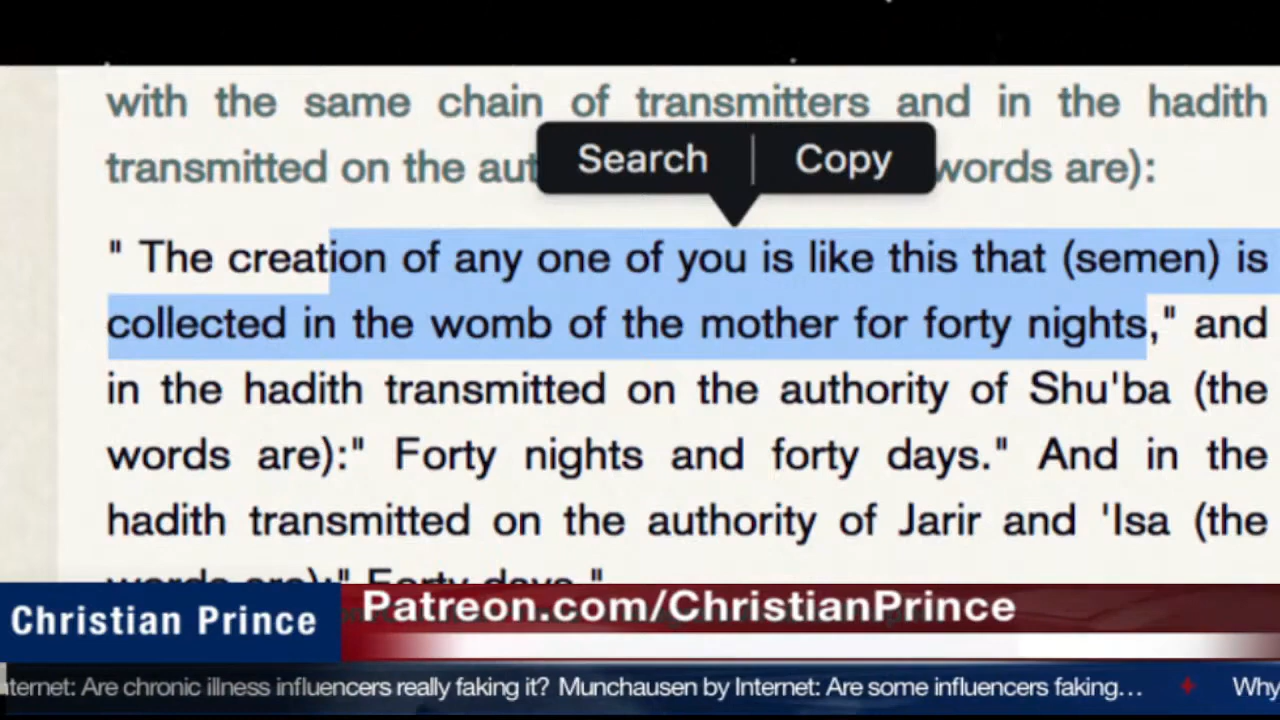 with the same chain of transmitters and in the hadith
Search | Copy
transmitted on the aut words are):
" The creation of any one of you is like this that (semen) is
collected in the womb of the mother for forty nights," and
in the hadith transmitted on the authority of Shu'ba (the
words are):" Forty nights and forty days." And in the
hadith transmitted on the authority of Jarir and 'Isa (the
words are):" Forty days."
Christian Prince
Patreon.com/ChristianPrince
ternet: Are chronic illness influencers really faking it? Munchausen by Internet: Are some influencers faking… Why